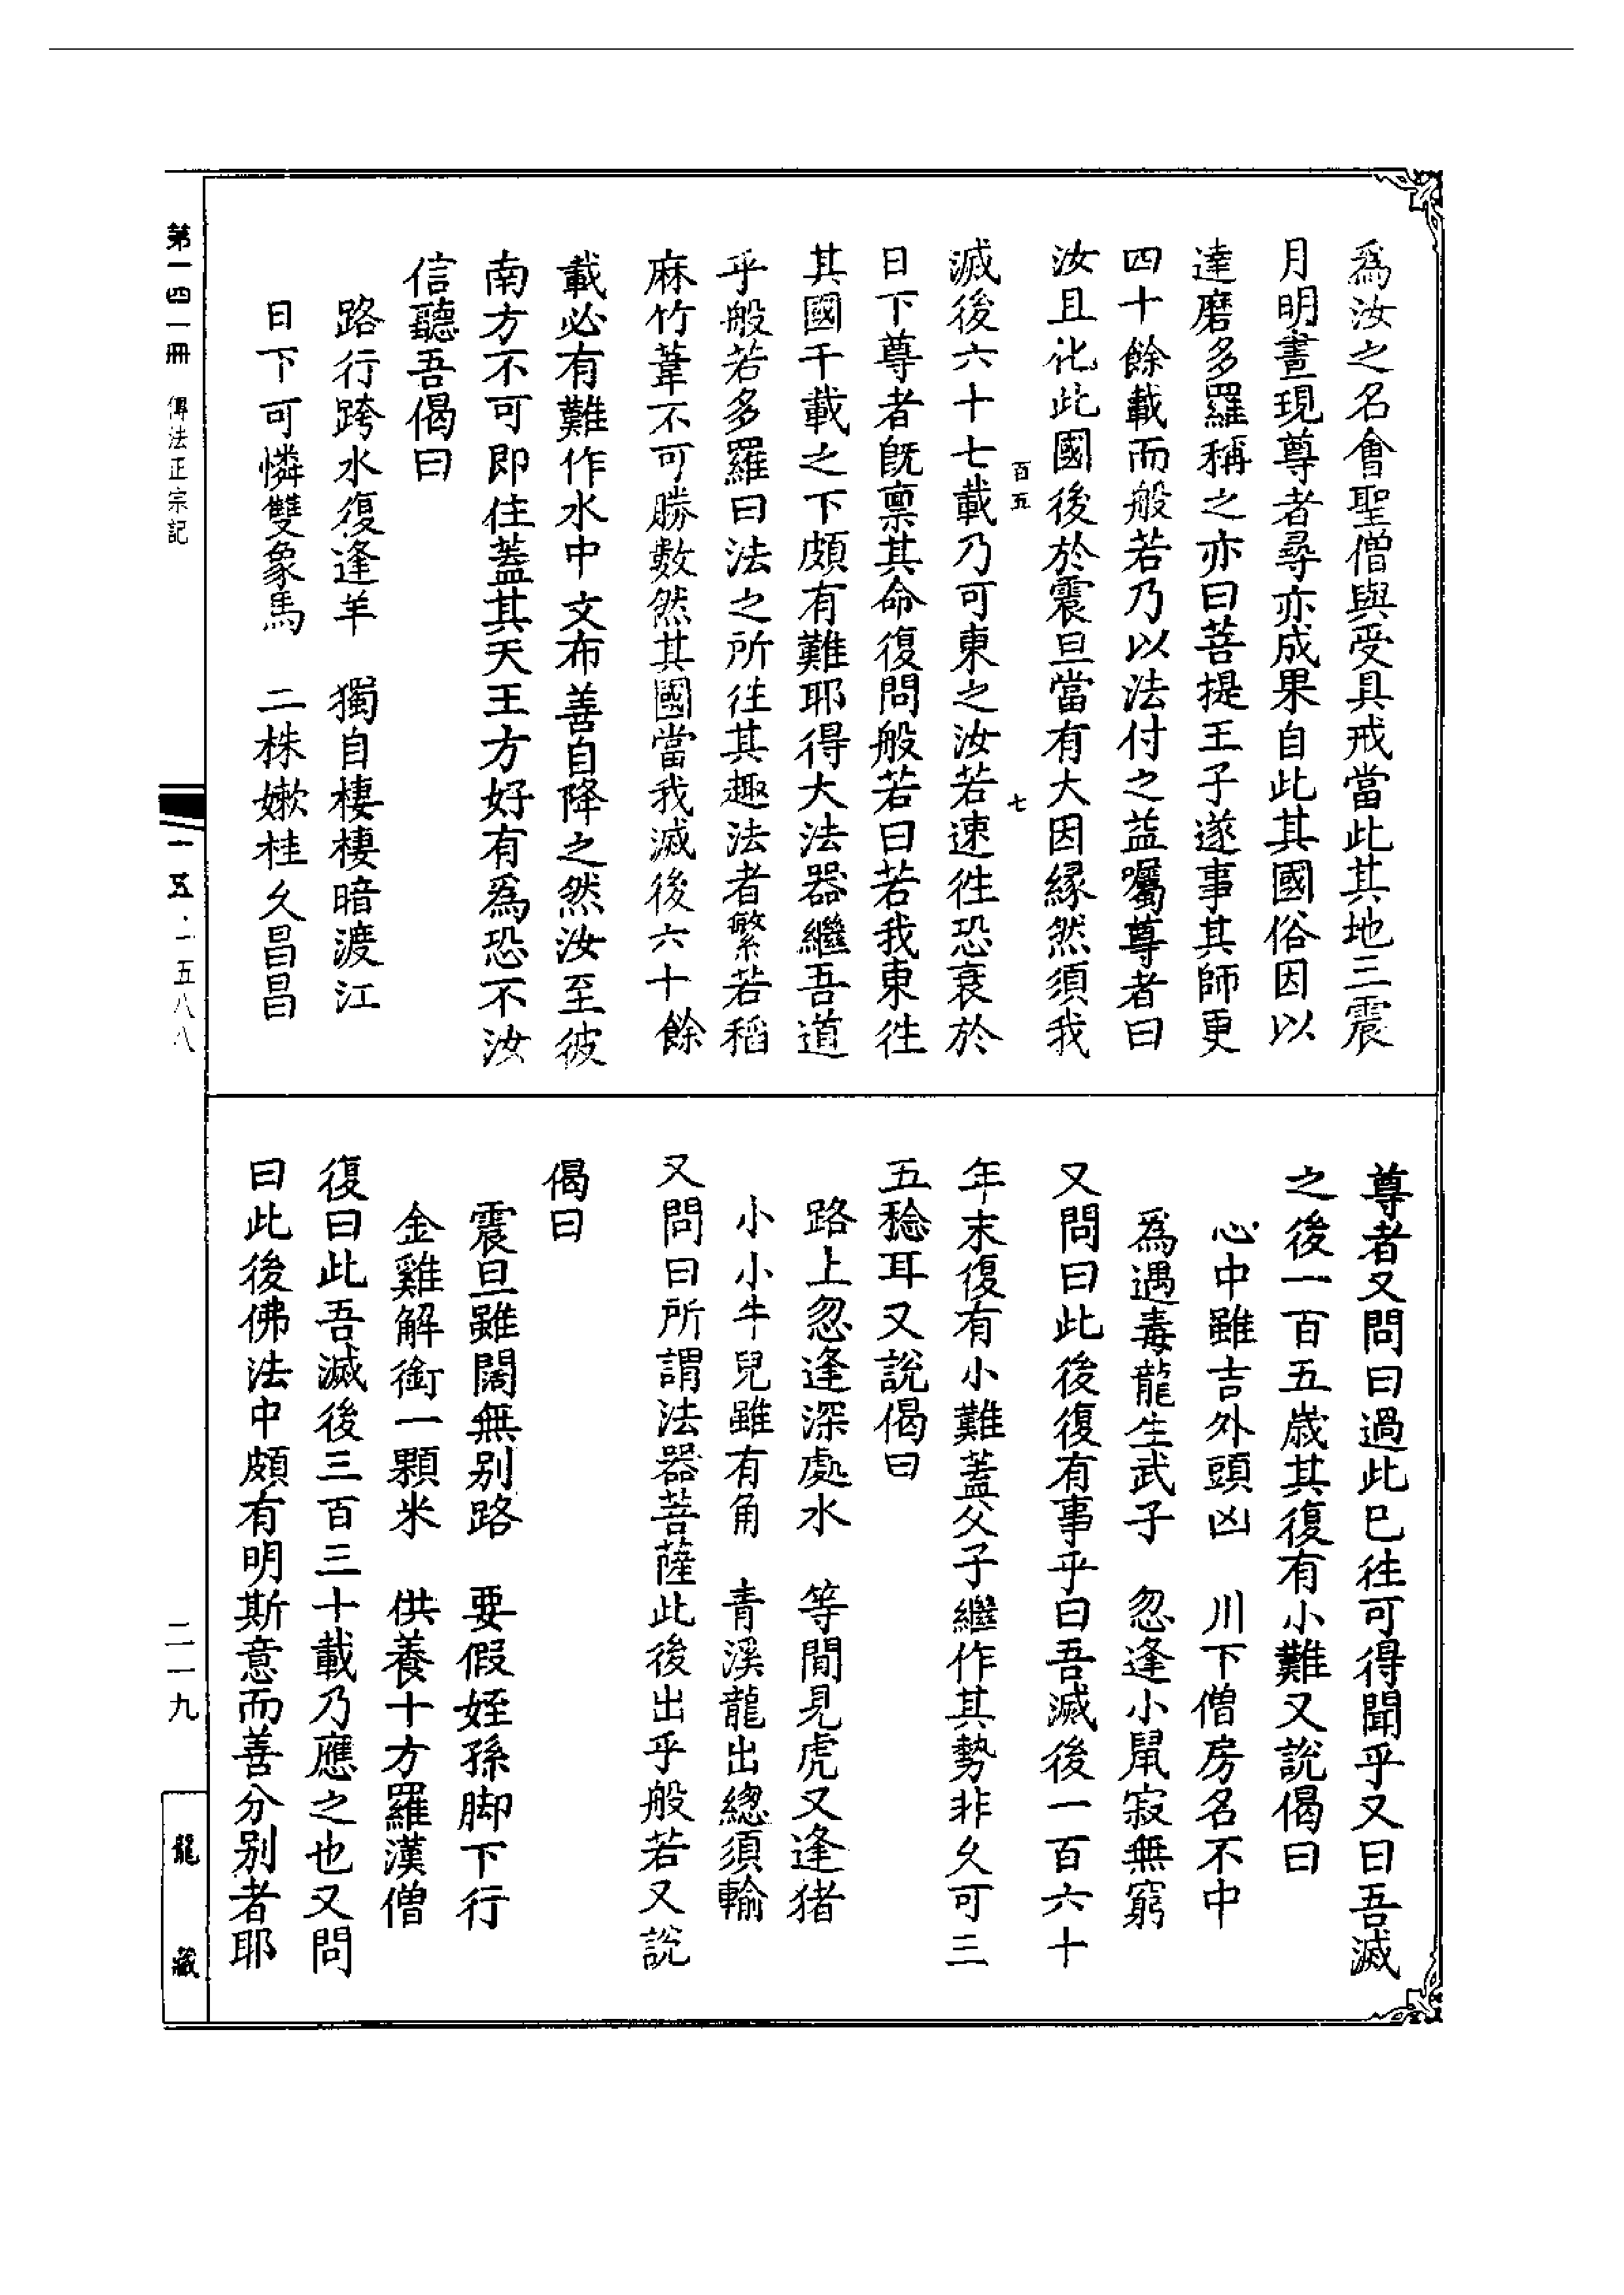 爲汝之名會聖僧與受具戒當此其地三震
月明晝現尊者尋亦成果自此其國俗因以
達磨多羅稱之亦曰菩提王子遂事其師更
四十餘載而般若乃以法付之益囑尊者曰
汝且化此國後於震旦當有大因緣然須我
百五 七
滅後六十七載乃可東之汝若速往恐衰於
日下尊者既禀其命復問般若曰若我東往
其國千載之下頗有難耶得大法器繼吾道
乎般若多羅曰法之所往其趣法者繁若稻
麻竹葦不可勝數然其國當我滅後六十餘
載必有難作水中文布善自降之然汝至彼
南方不可即住蓋其天王方好有爲恐不汝
信聽吾偈曰
路行跨水復逢羊 獨自棲棲暗渡江
日下可憐雙象馬 二株嫰桂久昌昌
尊者又問曰過此已往可得聞乎又曰吾滅
之後一百五歲其復有小難又說偈曰
心中雖吉外頭凶 川下僧房名不中
爲遇毒龍生武子 忽逢小鼠寂無窮
又問曰此後復有事乎曰吾滅後一百六十
年末復有小難蓋父子繼作其勢非久可三
五稔耳又說偈曰
路上忽逢深處水 等閒見虎又逢猪
小小牛兒雖有角 青溪龍出總須輸
又問曰所謂法器菩薩此後出乎般若又說
偈曰
震旦雖闊無別路 要假姪孫脚下行
金雞解銜一顆米 供養十方羅漢僧
復曰此吾滅後三百三十載乃應之也又問
曰此後佛法中頗有明斯意而善分別者耶
第一四一冊 傳法正宗記
一五·一五八八
二一九
龍藏